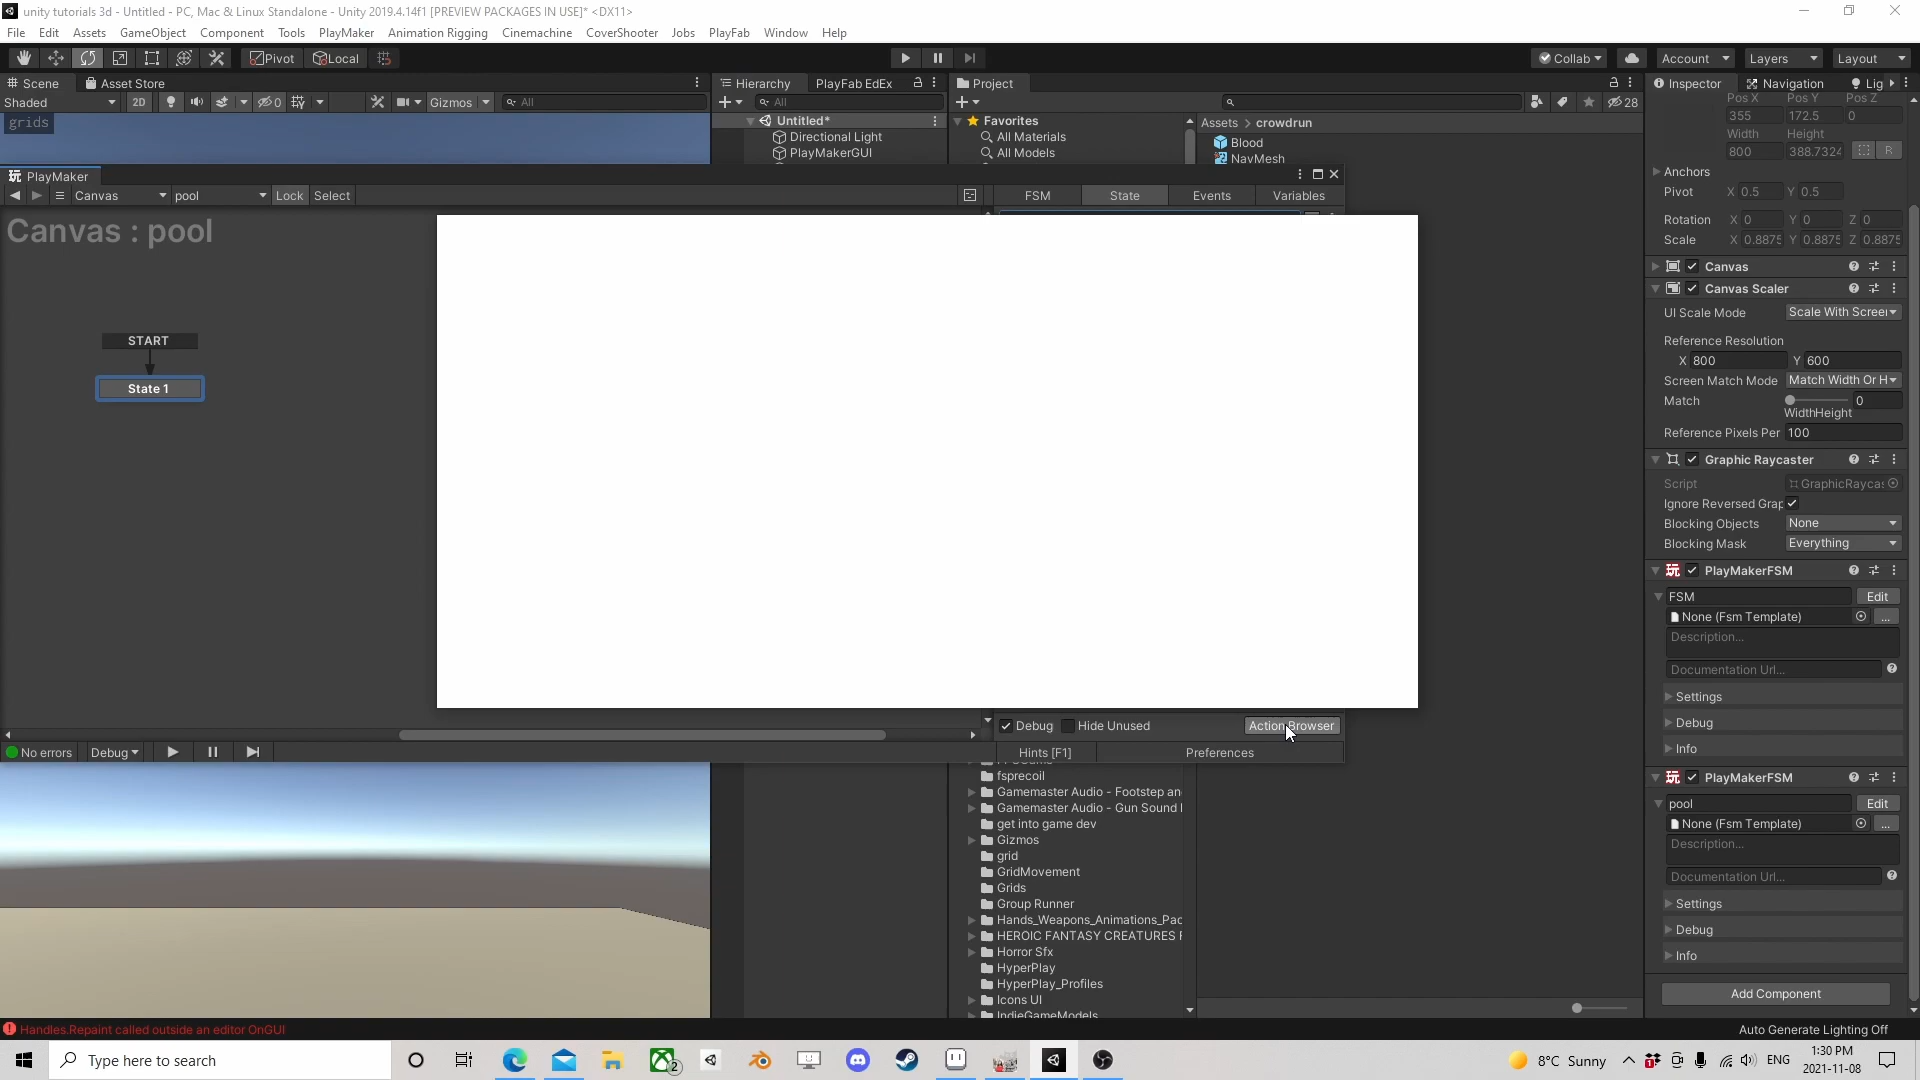 unity tutorials 3d - Untitled - PC, Mac & Linux Standalone - Unity 2019.4.14f1 [PREVIEW PACKAGES IN USE]* <DX11>
File Edit Assets GameObject Component Tools PlayMaker Animation Rigging Cinemachine CoverShooter Jobs PlayFab Window Help
Pivot Local Collab Account Layers Layout
Scene Asset Store Hierarchy PlayFab EdEx Project Inspector Navigation Lig
Shaded 2D 0 Gizmos All All 28
Pos X Pos Y Pos Z
355 172.5 0
Width Height
800 388.7324 R
grids
Untitled*
Directional Light
PlayMakerGUI
Favorites
All Materials
All Models
Assets > crowdrun
Blood
NavMesh
PlayMaker
Canvas pool Lock Select FSM State Events Variables
Canvas : pool
START
State 1
Debug Hide Unused Action Browser
Hints [F1] Preferences
No errors Debug
fsprecoil
Gamemaster Audio - Footstep an
Gamemaster Audio - Gun Sound
get into game dev
Gizmos
grid
GridMovement
Grids
Group Runner
Hands_Weapons_Animations_Pac
HEROIC FANTASY CREATURES F
Horror Sfx
HyperPlay
HyperPlay_Profiles
Icons UI
IndieGameModels
Anchors
Pivot X 0.5 Y 0.5
Rotation X 0 Y 0 Z 0
Scale X 0.8875 Y 0.8875 Z 0.8875
Canvas
Canvas Scaler
UI Scale Mode Scale With Screen
Reference Resolution
X 800 Y 600
Screen Match Mode Match Width Or H
Match 0
WidthHeight
Reference Pixels Per 100
Graphic Raycaster
Script GraphicRaycas
Ignore Reversed Grap
Blocking Objects None
Blocking Mask Everything
PlayMakerFSM
FSM Edit
None (Fsm Template) ...
Description...
Documentation Url...
Settings
Debug
Info
PlayMakerFSM
pool Edit
None (Fsm Template) ...
Description...
Documentation Url...
Settings
Debug
Info
Add Component
Handles.Repaint called outside an editor OnGUI
Auto Generate Lighting Off
Type here to search
2
8°C Sunny
ENG
1:30 PM
2021-11-08